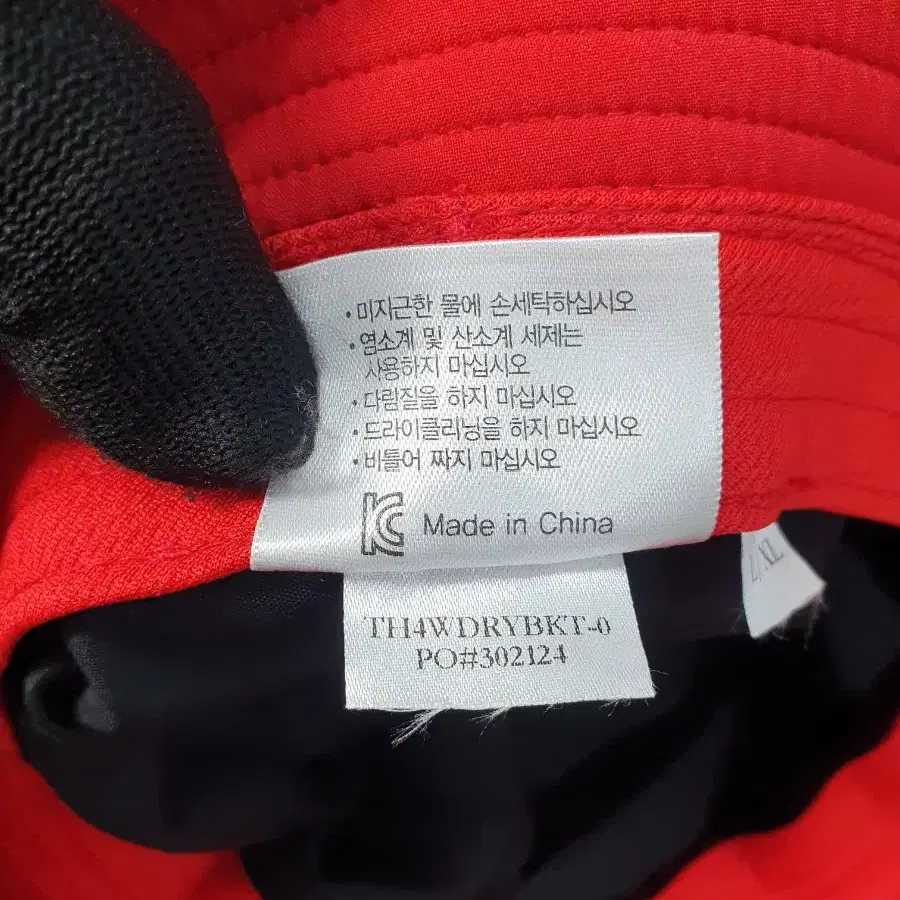 · 미지근한 물에 손세탁하십시오
· 염소계 및 산소계 세제는
사용하지 마십시오
· 다림질을 하지 마십시오
· 드라이클리닝을 하지 마십시오
· 비틀어 짜지 마십시오
KC Made in China
L/XL
TH4WDRYBKT-0
PO#302124